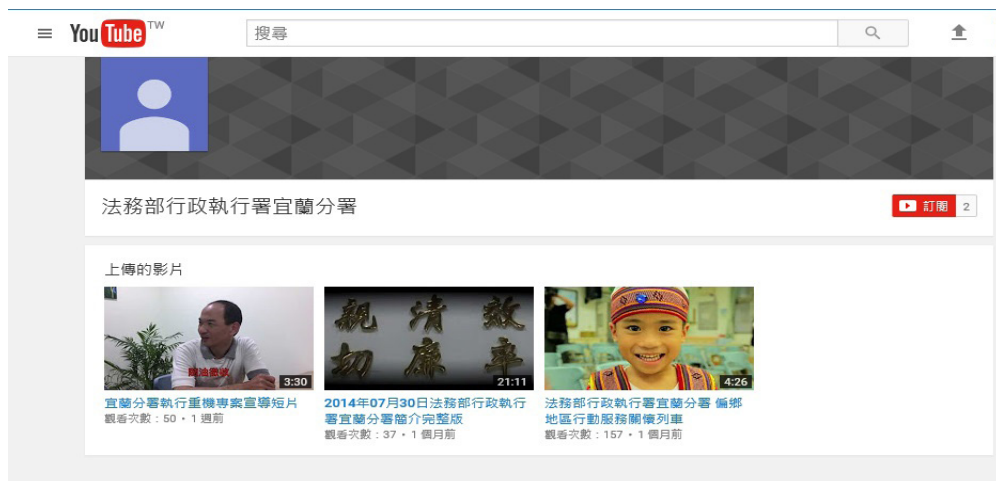 YouTube TW
搜尋
法務部行政執行署宜蘭分署
訂閱 2
上傳的影片
3:30
親 清 效
切 廉 率
21:11
4:26
宜蘭分署執行重機專案宣導短片
觀看次數：50・1 週前
2014年07月30日法務部行政執行
署宜蘭分署簡介完整版
觀看次數：37・1 個月前
法務部行政執行署宜蘭分署 偏鄉
地區行動服務關懷列車
觀看次數：157・1 個月前